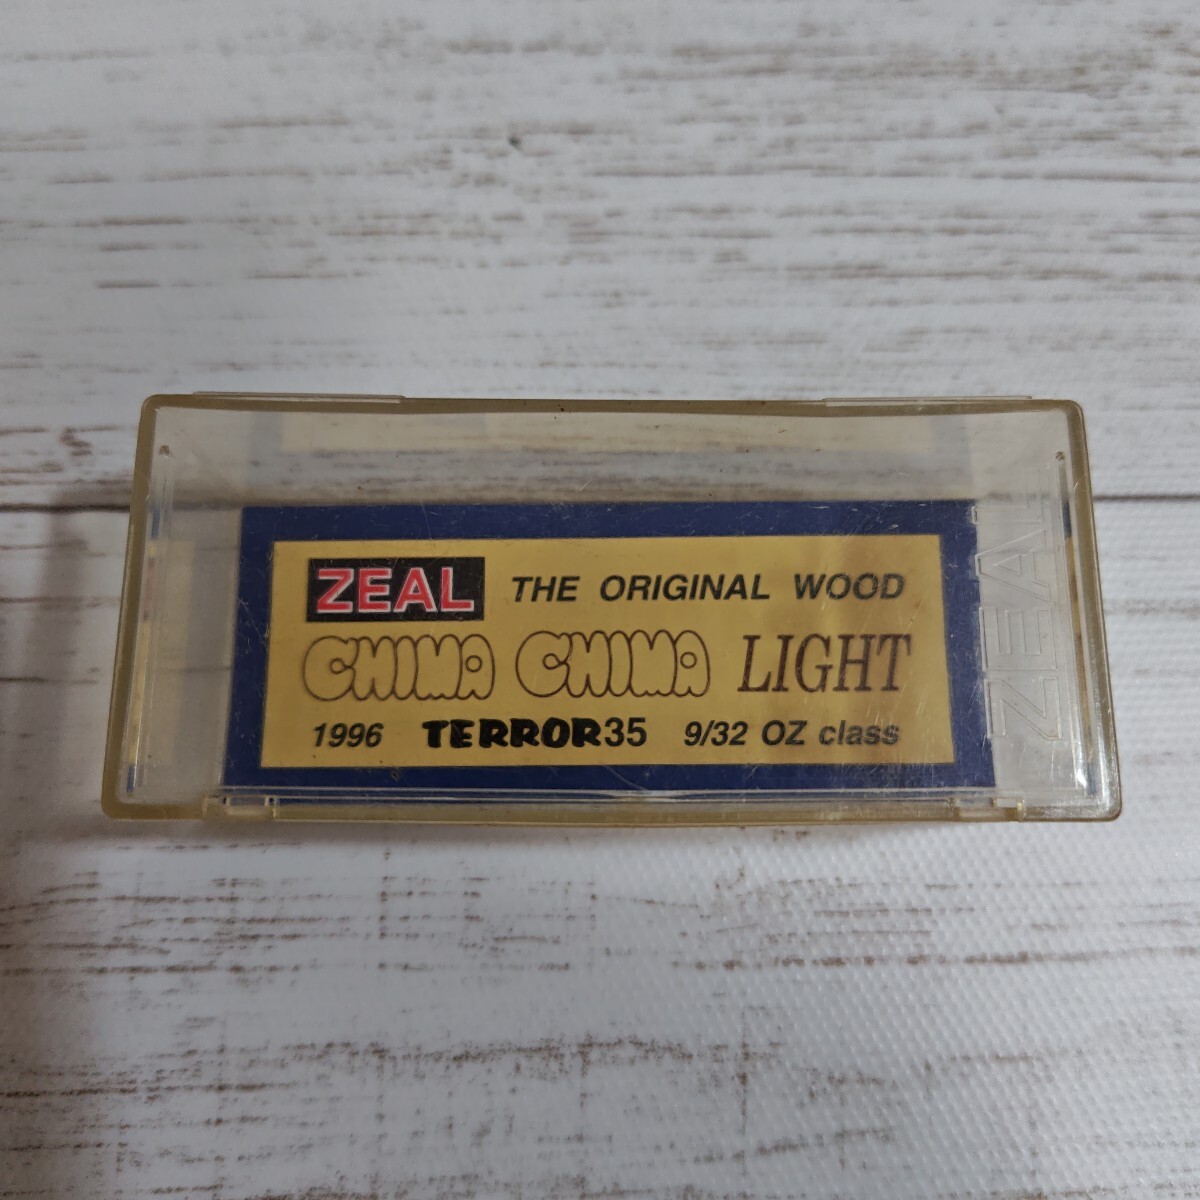 ZEAL THE ORIGINAL WOOD
CHIMA CHIMA LIGHT
1996 TERROR35 9/32 OZ class
ZEAL